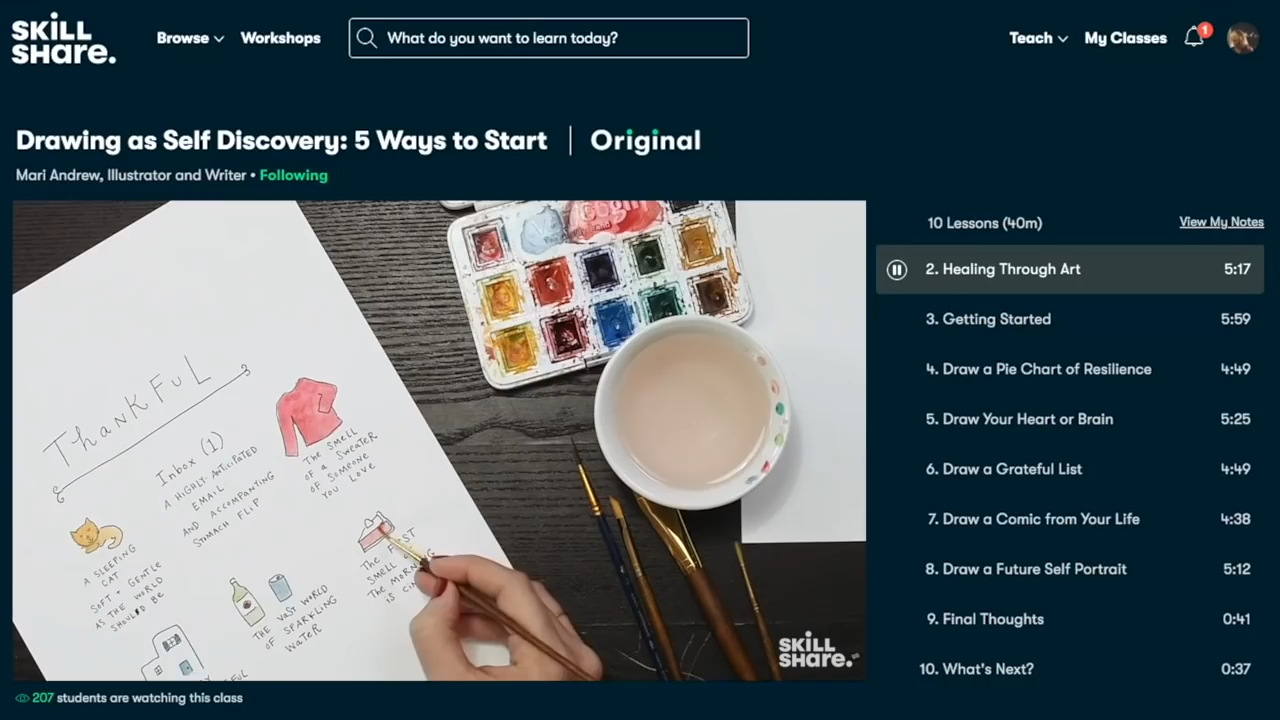 SKILL
SHaRe.
Browse
Workshops
What do you want to learn today?
Teach
My Classes
1
Drawing as Self Discovery: 5 Ways to Start | Original
Mari Andrew, Illustrator and Writer • Following
ThaNKFuL
Inbox (1)
A HIGHLY-ANTICIPATED
EMAIL
AND ACCOMPANYING
STOMACH FLIP
THE SMELL
OF A SWEATER
OF SOMEONE
YOU LOVE
A SLEEPING
CAT
SOFT + GENTLE
AS THE WORLD
SHOULD BE
THE VAST WORLD
OF SPARKLING
WATER
THE
SMELL
THE
IS
SKILL
SHaRe.
207 students are watching this class
10 Lessons (40m)
View My Notes
2. Healing Through Art 5:17
3. Getting Started 5:59
4. Draw a Pie Chart of Resilience 4:49
5. Draw Your Heart or Brain 5:25
6. Draw a Grateful List 4:49
7. Draw a Comic from Your Life 4:38
8. Draw a Future Self Portrait 5:12
9. Final Thoughts 0:41
10. What's Next? 0:37